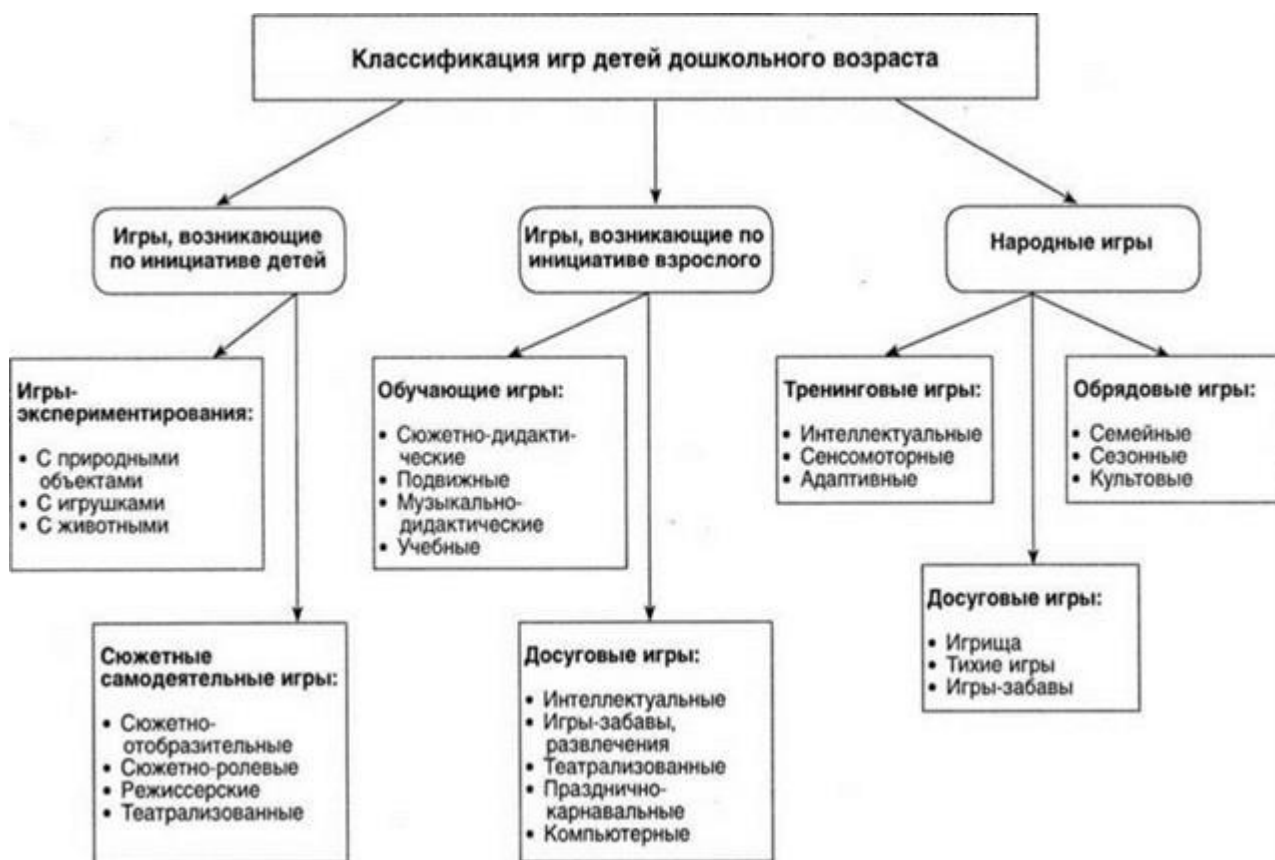 Классификация игр детей дошкольного возраста
Игры, возникающие
по инициативе детей
Игры, возникающие по
инициативе взрослого
Народные игры
Игры-
экспериментирования:
• С природными
объектами
• С игрушками
• С животными
Обучающие игры:
• Сюжетно-дидакти-
ческие
• Подвижные
• Музыкально-
дидактические
• Учебные
Тренинговые игры:
• Интеллектуальные
• Сенсомоторные
• Адаптивные
Обрядовые игры:
• Семейные
• Сезонные
• Культовые
Сюжетные
самодеятельные игры:
• Сюжетно-
отобразительные
• Сюжетно-ролевые
• Режиссерские
• Театрализованные
Досуговые игры:
• Интеллектуальные
• Игры-забавы,
развлечения
• Театрализованные
• Празднично-
карнавальные
• Компьютерные
Досуговые игры:
• Игрища
• Тихие игры
• Игры-забавы